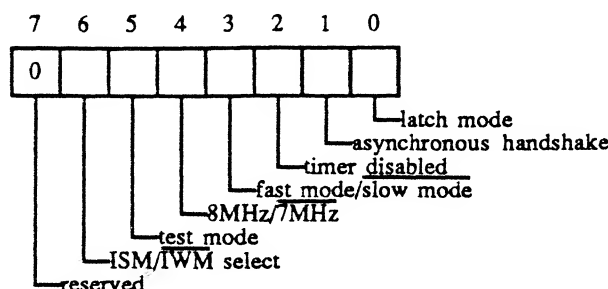 7 6 5 4 3 2 1 0
0
latch mode
asynchronous handshake
timer disabled
fast mode/slow mode
8MHz/7MHz
test mode
ISM/IWM select
reserved